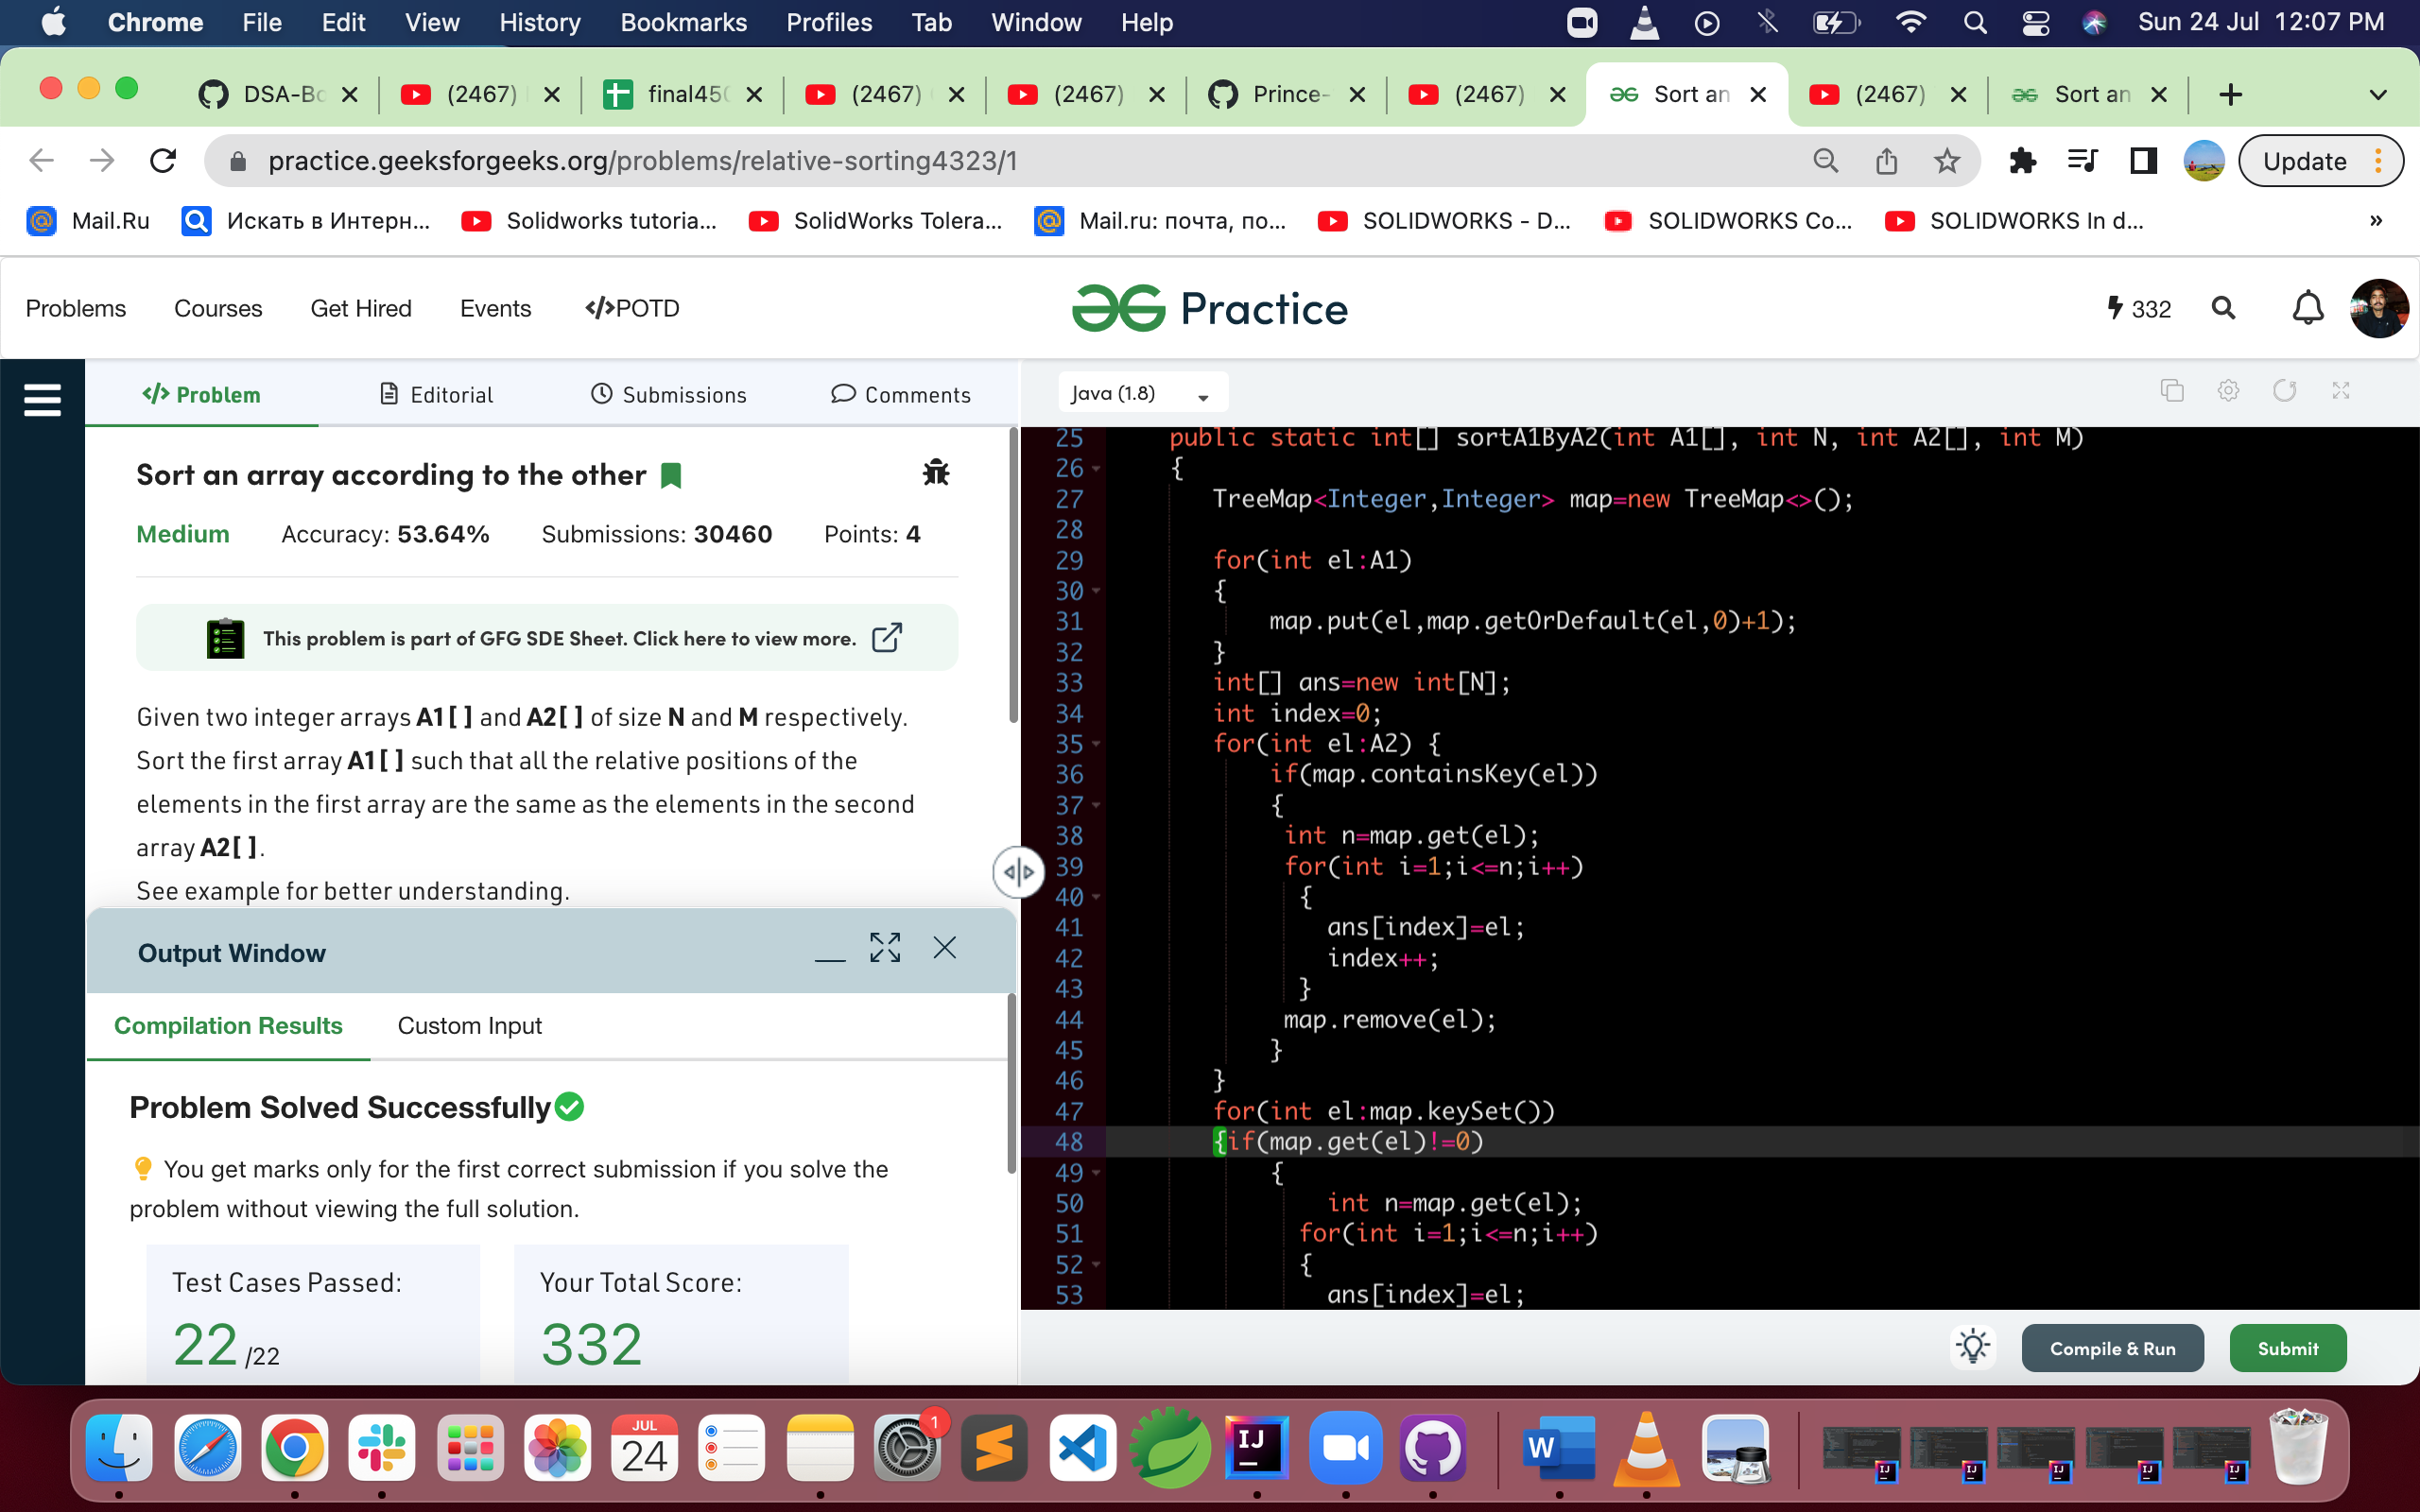 Chrome File Edit View History Bookmarks Profiles Tab Window Help Sun 24 Jul 12:07 PM
DSA-Bo (2467) final450 (2467) (2467) Prince- (2467) Sort an (2467) Sort an
practice.geeksforgeeks.org/problems/relative-sorting4323/1 Update
Mail.Ru Искать в Интерн... Solidworks tutoria... SolidWorks Tolera... Mail.ru: почта, по... SOLIDWORKS - D... SOLIDWORKS Co... SOLIDWORKS In d... »
Problems Courses Get Hired Events </>POTD Practice 332
</> Problem Editorial Submissions Comments
Sort an array according to the other
Medium Accuracy: 53.64% Submissions: 30460 Points: 4
This problem is part of GFG SDE Sheet. Click here to view more.
Given two integer arrays A1[ ] and A2[ ] of size N and M respectively.
Sort the first array A1[ ] such that all the relative positions of the
elements in the first array are the same as the elements in the second
array A2[ ].
See example for better understanding.
Output Window
Compilation Results Custom Input
Problem Solved Successfully
You get marks only for the first correct submission if you solve the
problem without viewing the full solution.
Test Cases Passed: Your Total Score:
22 /22 332
Java (1.8)
25 public static int[] sortA1ByA2(int A1[], int N, int A2[], int M)
26 {
27 TreeMap<Integer,Integer> map=new TreeMap<>();
28
29 for(int el:A1)
30 {
31 map.put(el,map.getOrDefault(el,0)+1);
32 }
33 int[] ans=new int[N];
34 int index=0;
35 for(int el:A2) {
36 if(map.containsKey(el))
37 {
38 int n=map.get(el);
39 for(int i=1;i<=n;i++)
40 {
41 ans[index]=el;
42 index++;
43 }
44 map.remove(el);
45 }
46 }
47 for(int el:map.keySet())
48 {if(map.get(el)!=0)
49 {
50 int n=map.get(el);
51 for(int i=1;i<=n;i++)
52 {
53 ans[index]=el;
Compile & Run Submit
JUL
24
1
IJ
W
IJ IJ IJ IJ IJ